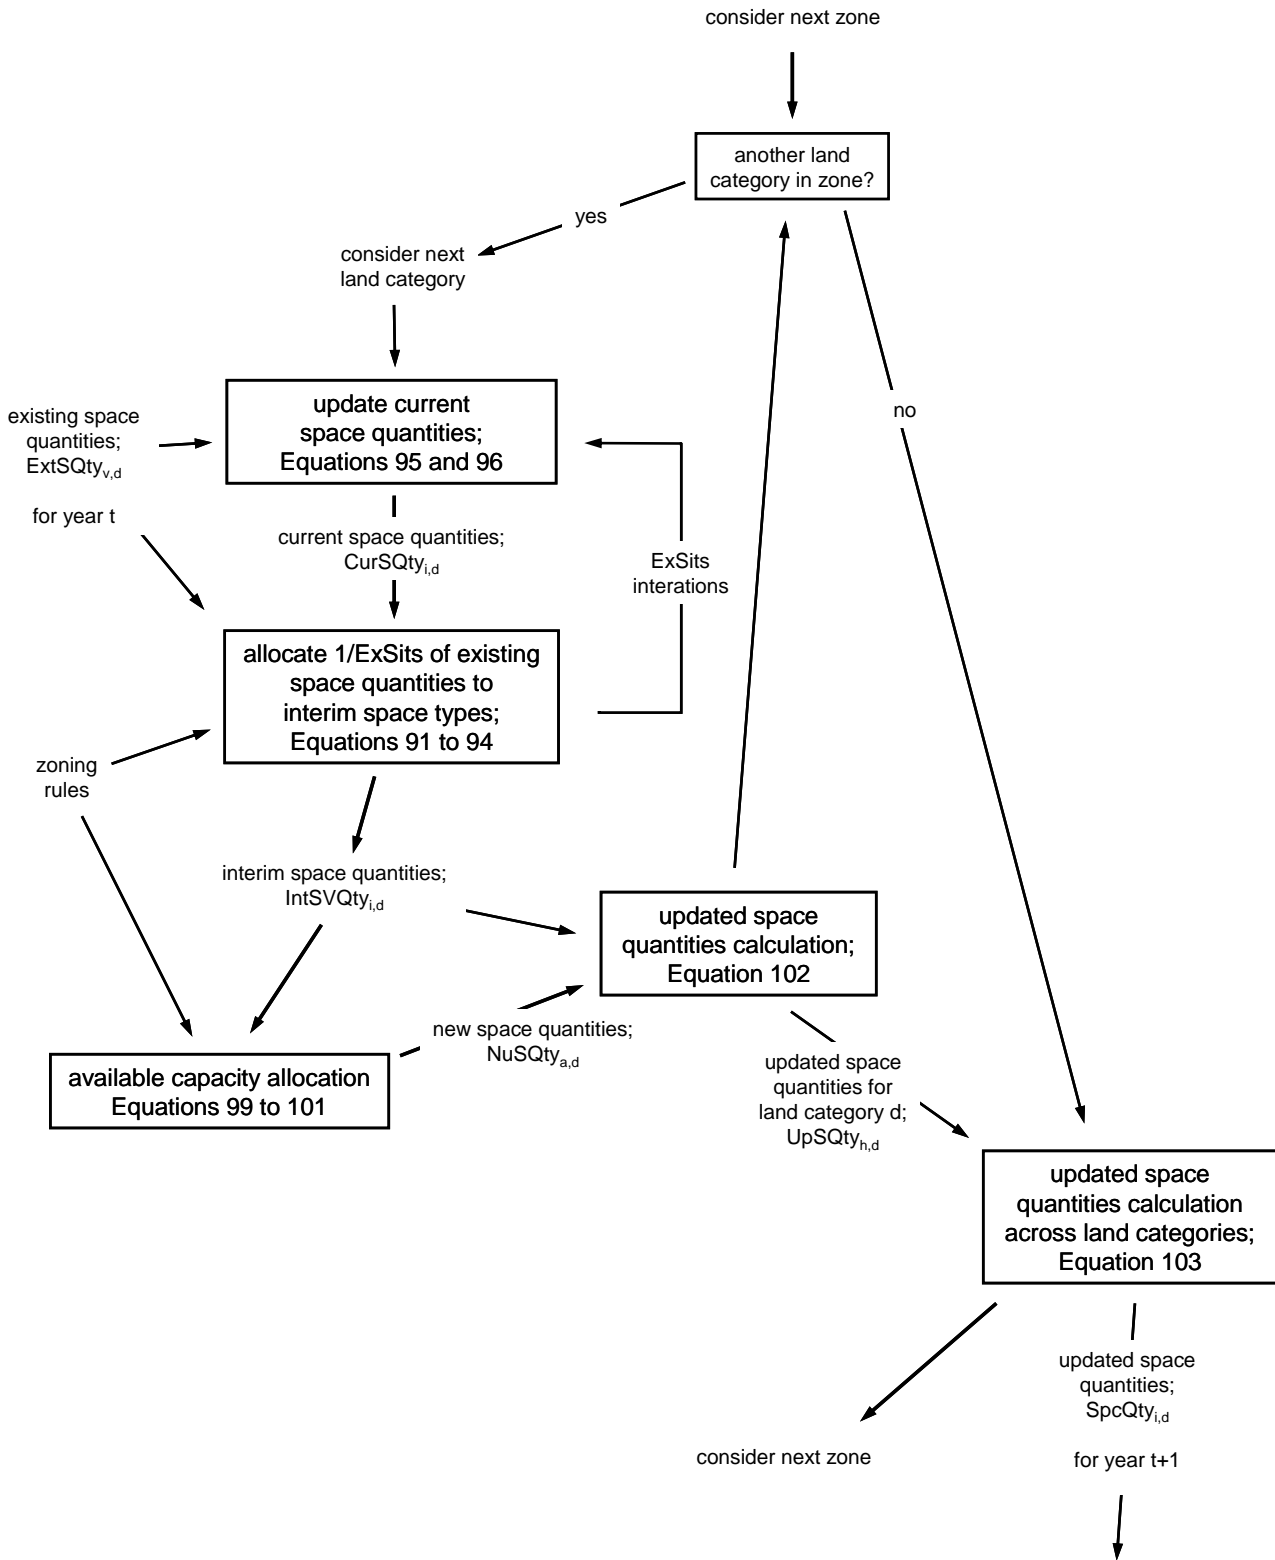 consider next zone
another land
category in zone?
yes
consider next
land category
no
update current
space quantities;
Equations 95 and 96
existing space
quantities;
ExtSQty_v,d
for year t
current space quantities;
CurSQty_i,d
ExSits
interations
allocate 1/ExSits of existing
space quantities to
interim space types;
Equations 91 to 94
zoning
rules
interim space quantities;
IntSVQty_i,d
updated space
quantities calculation;
Equation 102
new space quantities;
NuSQty_a,d
available capacity allocation
Equations 99 to 101
updated space
quantities for
land category d;
UpSQty_h,d
updated space
quantities calculation
across land categories;
Equation 103
updated space
quantities;
SpcQty_i,d
consider next zone
for year t+1